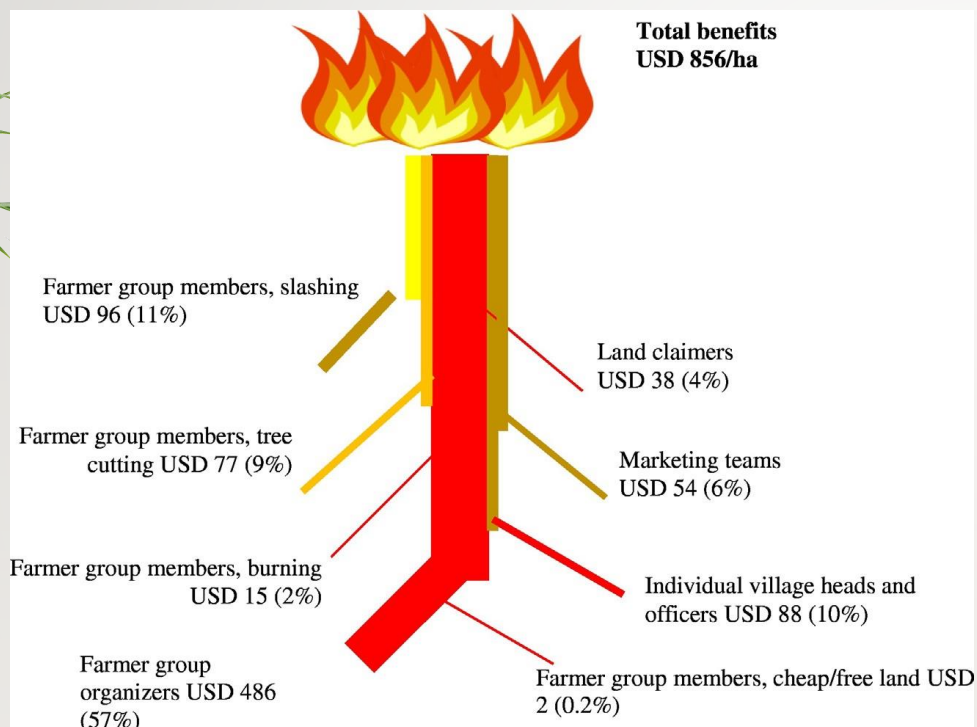 Total benefits
USD 856/ha
Farmer group members, slashing
USD 96 (11%)
Land claimers
USD 38 (4%)
Farmer group members, tree
cutting USD 77 (9%)
Marketing teams
USD 54 (6%)
Farmer group members, burning
USD 15 (2%)
Individual village heads and
officers USD 88 (10%)
Farmer group
organizers USD 486
(57%)
Farmer group members, cheap/free land USD
2 (0.2%)